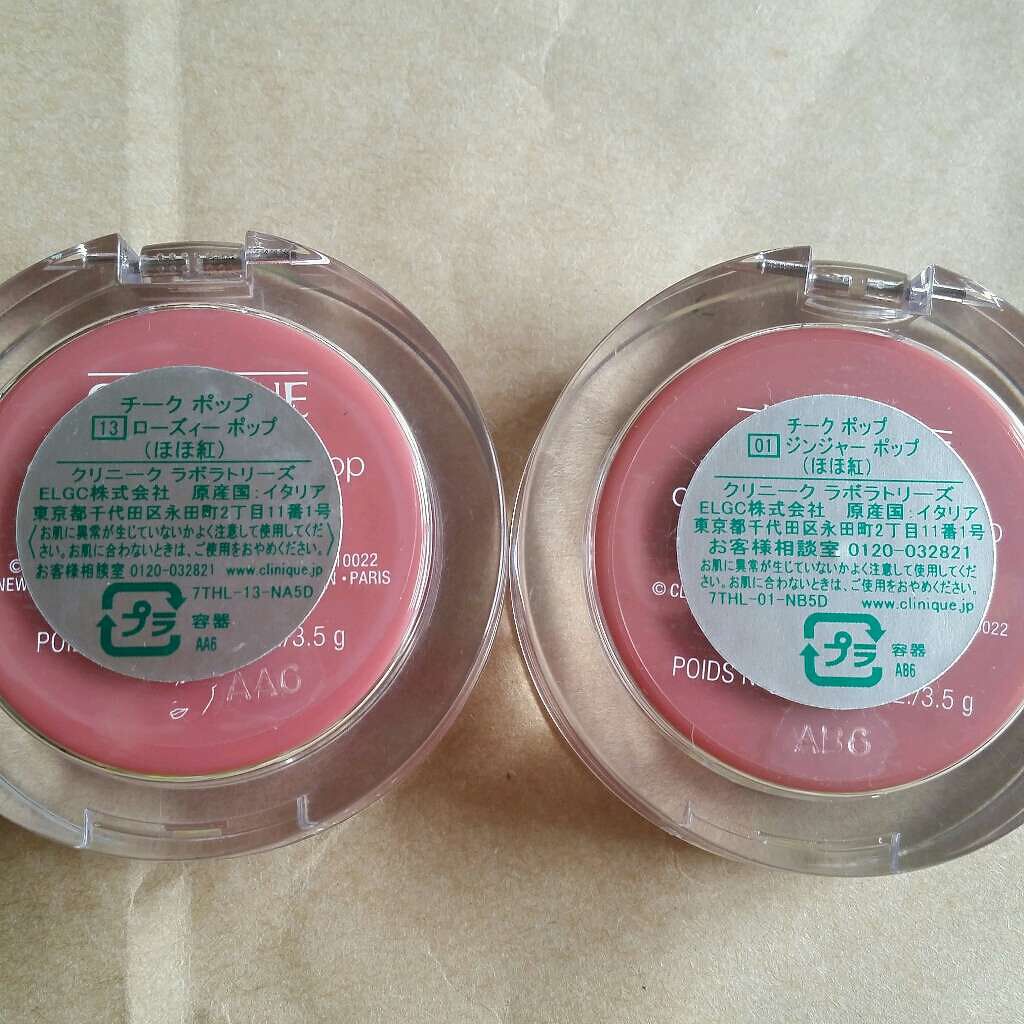 チーク ポップ
13 ローズィー ポップ
(ほほ紅)
クリニーク ラボラトリーズ
ELGC株式会社 原産国:イタリア
東京都千代田区永田町2丁目11番1号
〈お肌に異常が生じていないかよく注意して使用してくだ
さい。お肌に合わないときは、ご使用をおやめください。〉
お客様相談室 0120-032821 www.clinique.jp
7THL-13-NA5D
プラ 容器
AA6
10022
NEW
・PARIS
/3.5 g
AA6
チーク ポップ
01 ジンジャー ポップ
(ほほ紅)
クリニーク ラボラトリーズ
ELGC株式会社 原産国:イタリア
東京都千代田区永田町2丁目11番1号
お客様相談室 0120-032821
お肌に異常が生じていないかよく注意して使用してくだ
さい。お肌に合わないときは、ご使用をおやめください。
7THL-01-NB5D www.clinique.jp
プラ 容器
AB6
0022
POIDS
/3.5 g
AB6